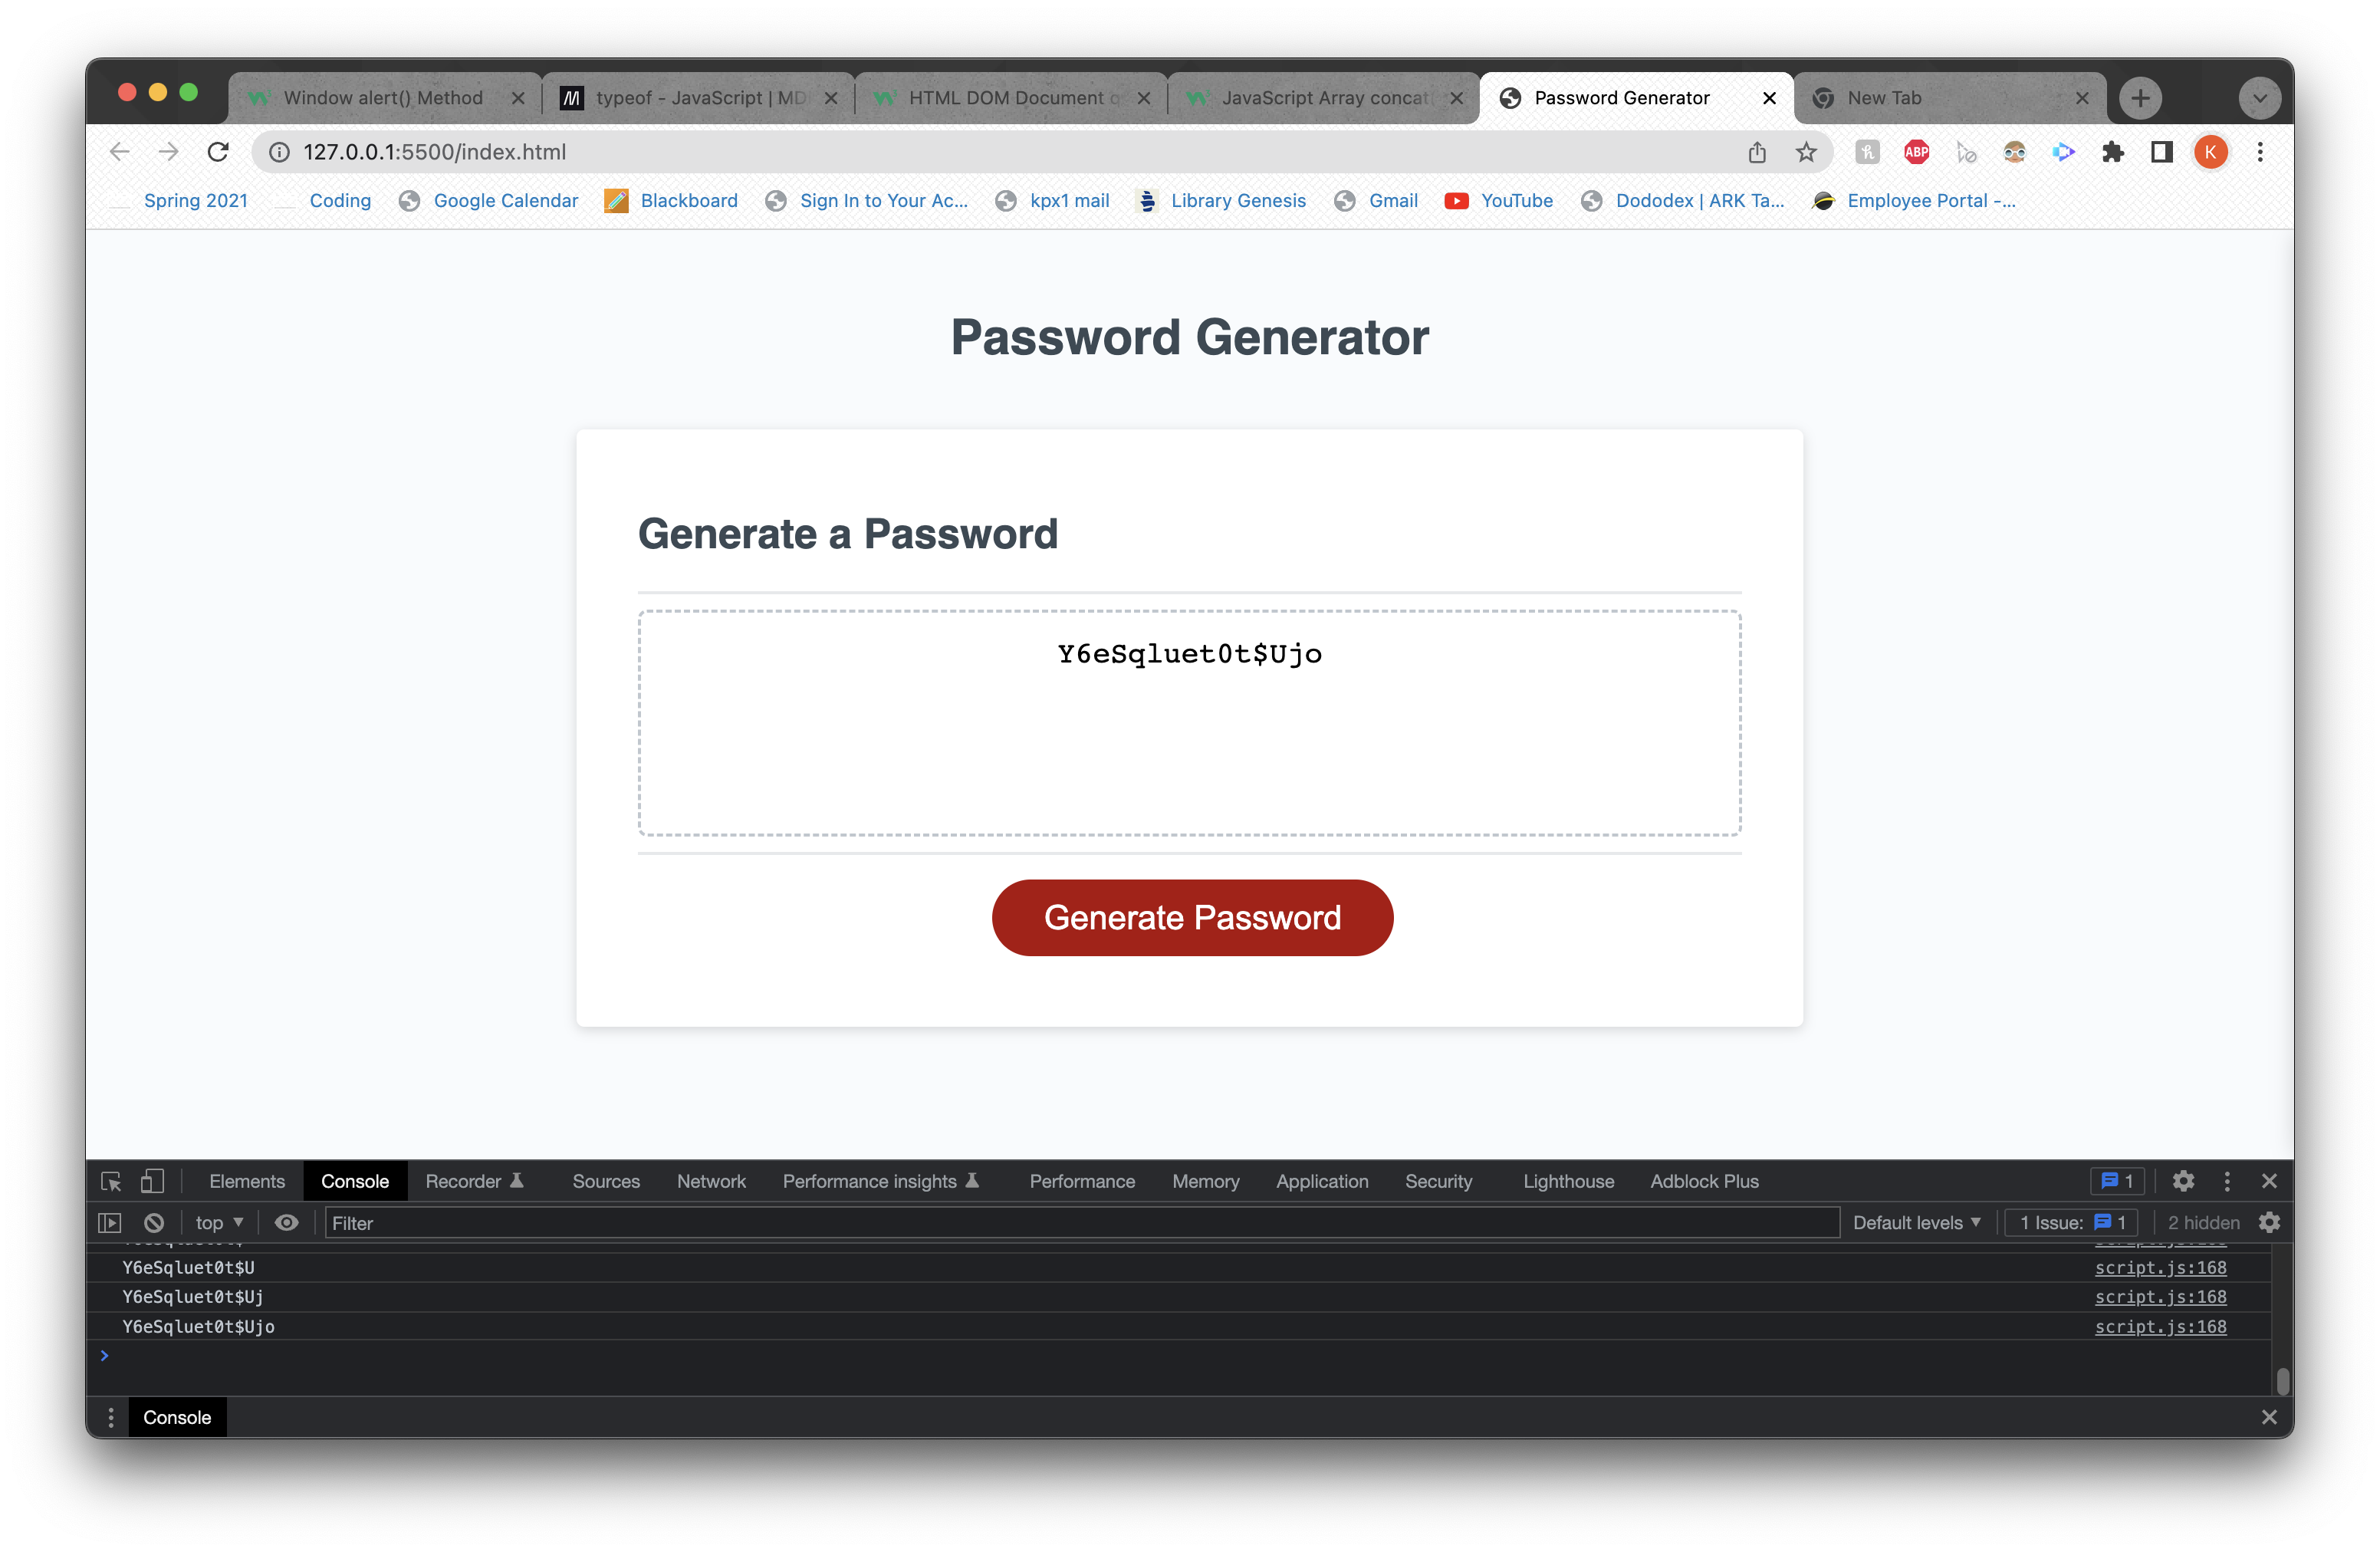 Window alert() Method
typeof - JavaScript | MD
HTML DOM Document q
JavaScript Array concat(
Password Generator
New Tab
127.0.0.1:5500/index.html
ABP
K
Spring 2021 Coding Google Calendar Blackboard Sign In to Your Ac... kpx1 mail Library Genesis Gmail YouTube Dododex | ARK Ta... Employee Portal -...
Password Generator
Generate a Password
Y6eSqluet0t$Ujo
Generate Password
Elements Console Recorder Sources Network Performance insights Performance Memory Application Security Lighthouse Adblock Plus 1
top Filter Default levels 1 Issue: 1 2 hidden
Y6eSqluet0t$U script.js:168
Y6eSqluet0t$Uj script.js:168
Y6eSqluet0t$Ujo script.js:168
Console